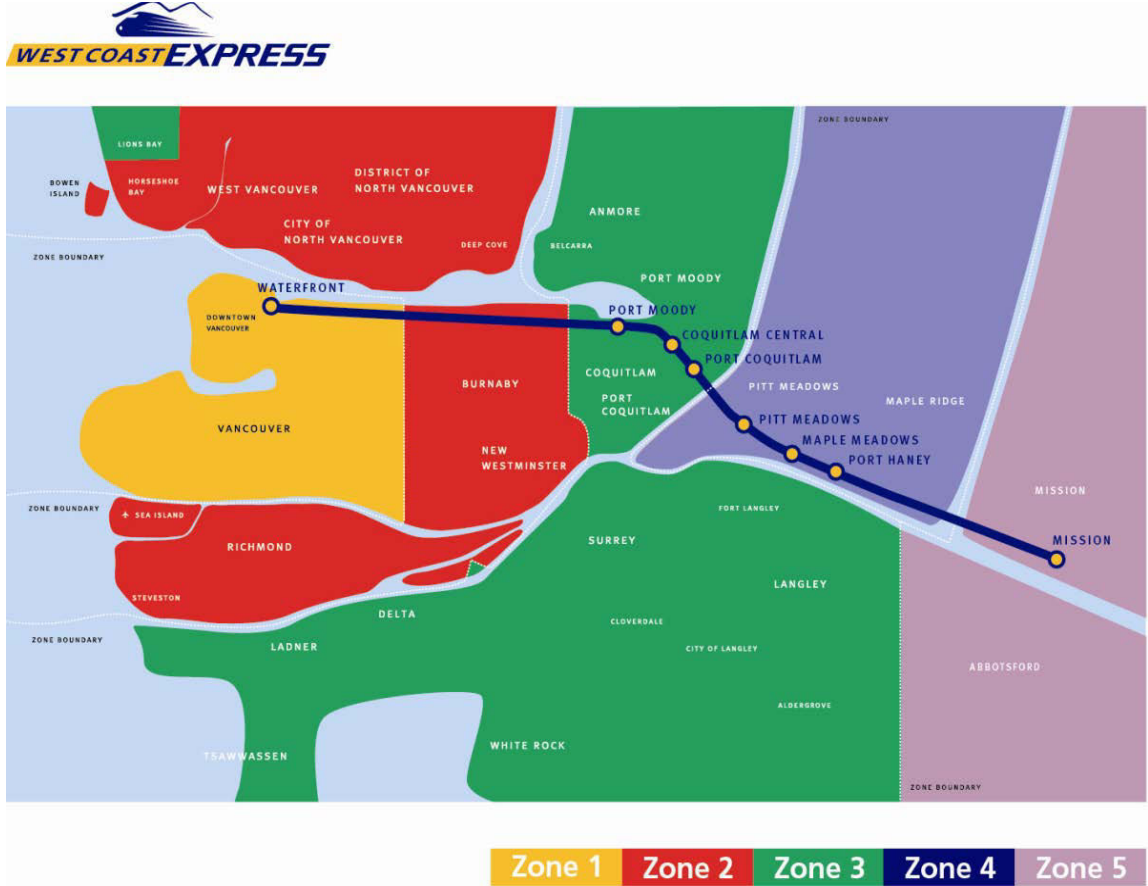 WEST COAST EXPRESS
LIONS BAY
ZONE BOUNDARY
BOWEN
ISLAND
HORSESHOE
BAY
WEST VANCOUVER
DISTRICT OF
NORTH VANCOUVER
CITY OF
NORTH VANCOUVER
DEEP COVE
ANMORE
BELCARRA
ZONE BOUNDARY
PORT MOODY
WATERFRONT
DOWNTOWN
VANCOUVER
PORT MOODY
COQUITLAM CENTRAL
PORT COQUITLAM
BURNABY
COQUITLAM
PORT
COQUITLAM
PITT MEADOWS
MAPLE RIDGE
VANCOUVER
PITT MEADOWS
MAPLE MEADOWS
PORT HANEY
NEW
WESTMINSTER
MISSION
ZONE BOUNDARY
SEA ISLAND
FORT LANGLEY
RICHMOND
SURREY
MISSION
LANGLEY
STEVESTON
DELTA
CLOVERDALE
ZONE BOUNDARY
LADNER
CITY OF LANGLEY
ABBOTSFORD
ALDERGROVE
TSAWWASSEN
WHITE ROCK
ZONE BOUNDARY
Zone 1 Zone 2 Zone 3 Zone 4 Zone 5